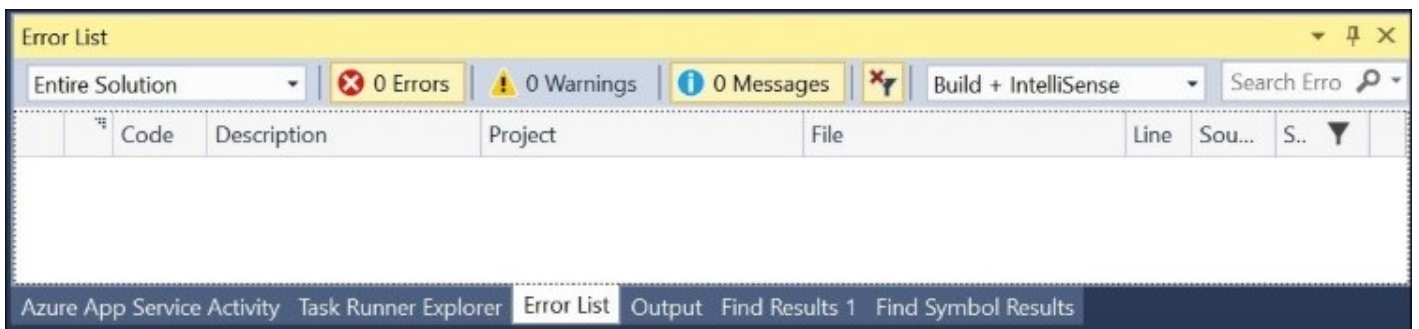 Error List
Entire Solution 0 Errors 0 Warnings 0 Messages Build + IntelliSense Search Erro
Code Description Project File Line Sou... S..
Azure App Service Activity Task Runner Explorer Error List Output Find Results 1 Find Symbol Results